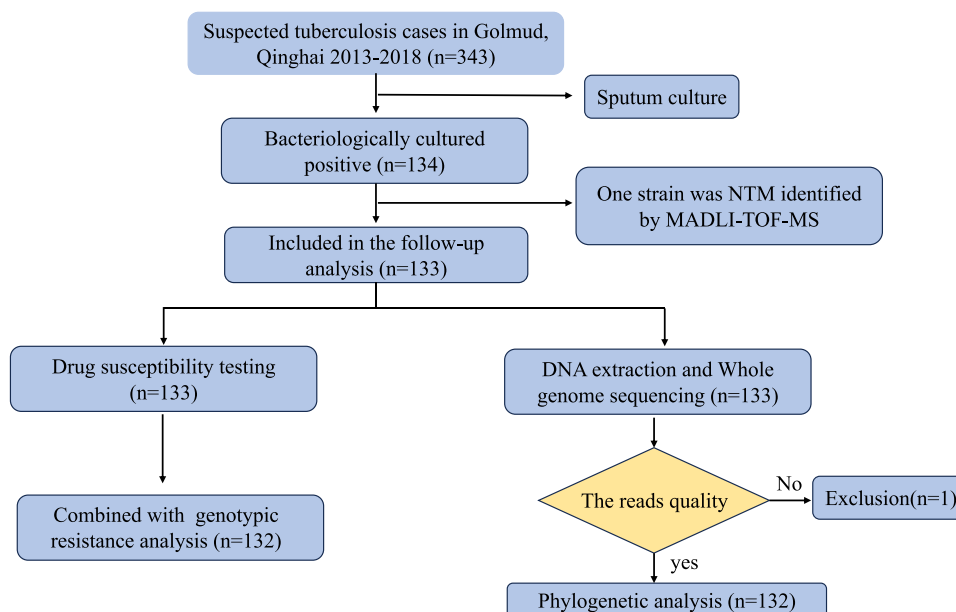 Suspected tuberculosis cases in Golmud,
Qinghai 2013-2018 (n=343)
Sputum culture
Bacteriologically cultured
positive (n=134)
One strain was NTM identified
by MADLI-TOF-MS
Included in the follow-up
analysis (n=133)
Drug susceptibility testing
(n=133)
DNA extraction and Whole
genome sequencing (n=133)
The reads quality
No
Exclusion(n=1)
Combined with genotypic
resistance analysis (n=132)
yes
Phylogenetic analysis (n=132)